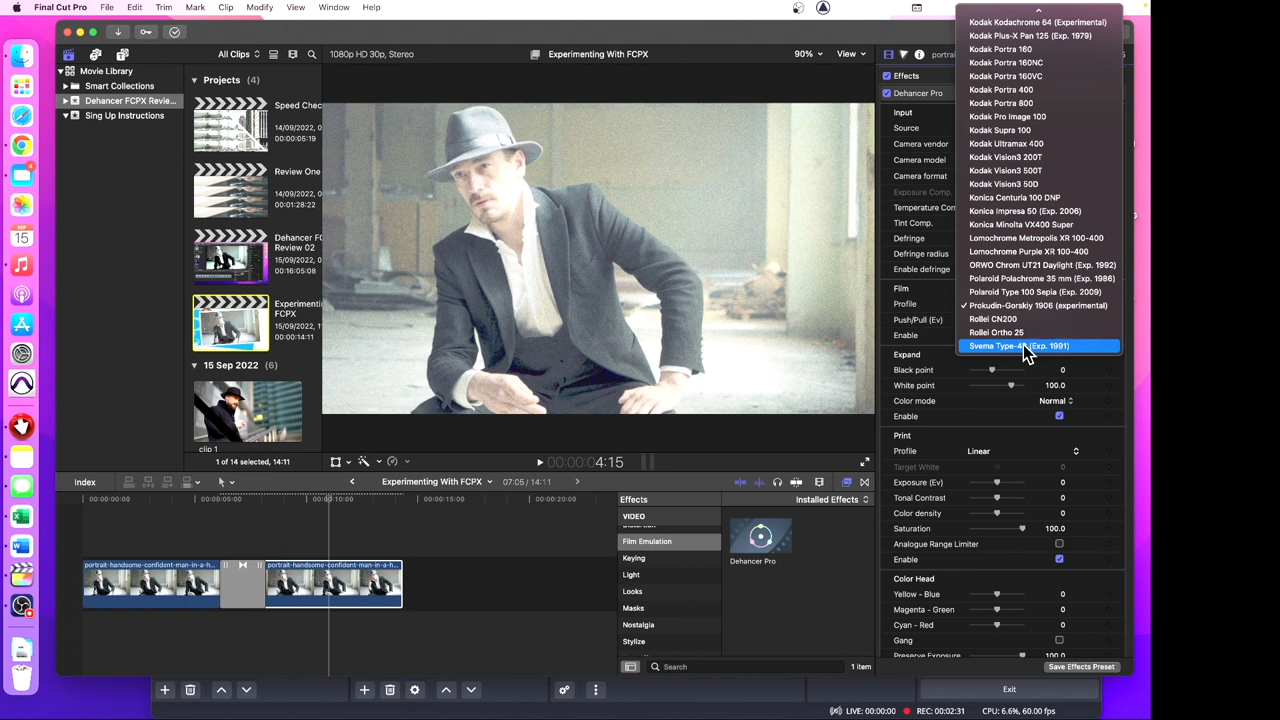 Final Cut Pro File Edit Trim Mark Clip Modify View Window Help
All Clips
1080p HD 30p, Stereo
Experimenting With FCPX
90%
View
Movie Library
Smart Collections
Dehancer FCPX Revie...
Sing Up Instructions
Projects (4)
Speed Chec
14/09/2022, 0
00:00:05:19
Review One
14/09/2022, 0
00:01:28:22
Dehancer FC
Review 02
15/09/2022, 0
00:16:05:08
Experimenti
FCPX
15/09/2022, 0
00:00:14:11
15 Sep 2022 (6)
clip 1
1 of 14 selected, 14:11
00:00:04:15
Effects
Dehancer Pro
Input
Source
Camera vendor
Camera model
Camera format
Exposure Comp.
Temperature Com
Tint Comp.
Defringe
Defringe radius
Enable defringe
Film
Profile
Push/Pull (Ev)
Enable
Kodak Kodachrome 64 (Experimental)
Kodak Plus-X Pan 125 (Exp. 1979)
Kodak Portra 160
Kodak Portra 160NC
Kodak Portra 160VC
Kodak Portra 400
Kodak Portra 800
Kodak Pro Image 100
Kodak Supra 100
Kodak Ultramax 400
Kodak Vision3 200T
Kodak Vision3 500T
Kodak Vision3 50D
Konica Centuria 100 DNP
Konica Impresa 50 (Exp. 2006)
Konica Minolta VX400 Super
Lomochrome Metropolis XR 100-400
Lomochrome Purple XR 100-400
ORWO Chrom UT21 Daylight (Exp. 1992)
Polaroid Polachrome 35 mm (Exp. 1986)
Polaroid Type 100 Sepia (Exp. 2009)
✓ Prokudin-Gorskiy 1906 (experimental)
Rollei CN200
Rollei Ortho 25
Svema Type-4 (Exp. 1991)
Expand
Black point 0
White point 100.0
Color mode Normal
Enable
Print
Profile Linear
Target White 0
Exposure (Ev) 0
Tonal Contrast 0
Color density 0
Saturation 100.0
Analogue Range Limiter
Enable
Color Head
Yellow - Blue 0
Magenta - Green 0
Cyan - Red 0
Gang
Preserve Exposure 100.0
Save Effects Preset
Index
Experimenting With FCPX
07:05 / 14:11
00:00:00:00 00:00:05:00 00:00:10:00 00:00:15:00 00:00:20:00
portrait-handsome-confident-man-in-a-h...
portrait-handsome-confident-man-in-a-h...
Effects
Installed Effects
VIDEO
Distortion
Film Emulation
Keying
Light
Looks
Masks
Nostalgia
Stylize
Dehancer Pro
Search
1 item
SEP
15
4
Exit
LIVE: 00:00:00
REC: 00:02:31
CPU: 6.6%, 60.00 fps